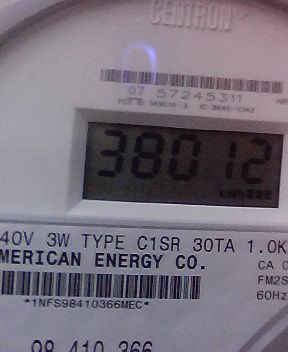 CENTRON
07 57245311
38012
kWh
40V 3W TYPE C1SR 30TA 1.0K
MERICAN ENERGY CO.
CA 0
FM2S
60Hz
*1NFS98410366MEC*
98 410 366